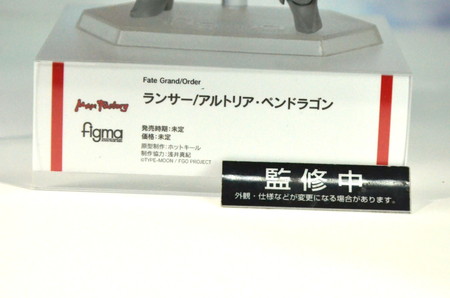 Fate Grand/Order
ランサー/アルトリア・ペンドラゴン
Max Factory
figma
発売時期：未定
価格：未定
原型制作：ホットキール
制作協力：浅井真紀
©TYPE-MOON / FGO PROJECT
監修中
外観・仕様などが変更になる場合があります。